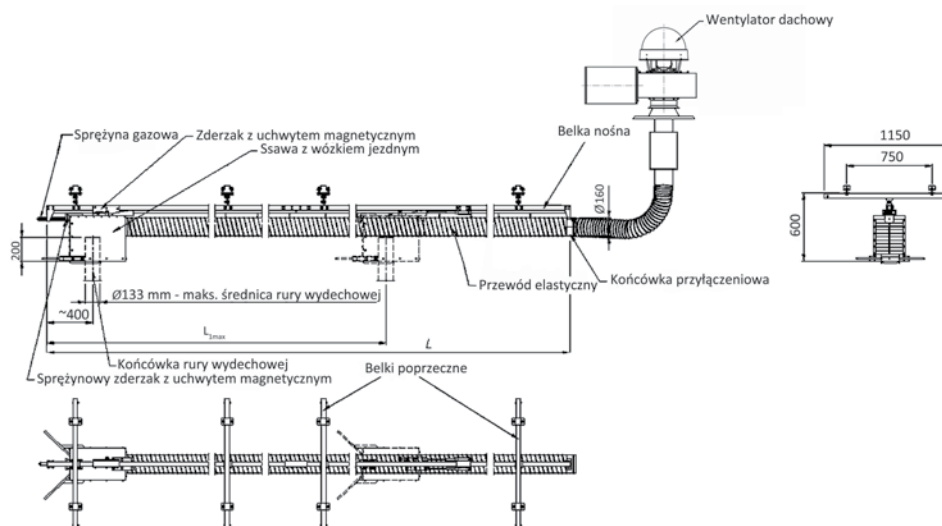 Wentylator dachowy
Sprężyna gazowa
Zderzak z uchwytem magnetycznym
Ssawa z wózkiem jezdnym
Belka nośna
1150
750
600
Ø160
200
Przewód elastyczny
Końcówka przyłączeniowa
Ø133 mm - maks. średnica rury wydechowej
~400
L1max
L
Końcówka rury wydechowej
Sprężynowy zderzak z uchwytem magnetycznym
Belki poprzeczne